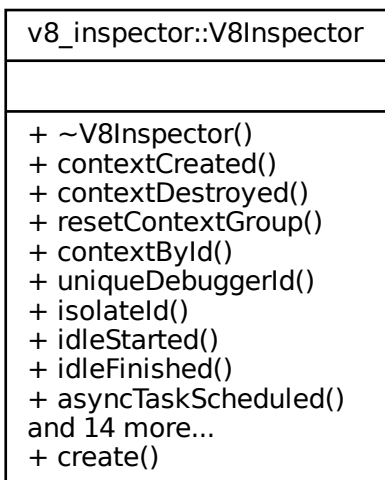 v8_inspector::V8Inspector
+ ~V8Inspector()
+ contextCreated()
+ contextDestroyed()
+ resetContextGroup()
+ contextById()
+ uniqueDebuggerId()
+ isolateId()
+ idleStarted()
+ idleFinished()
+ asyncTaskScheduled()
and 14 more...
+ create()